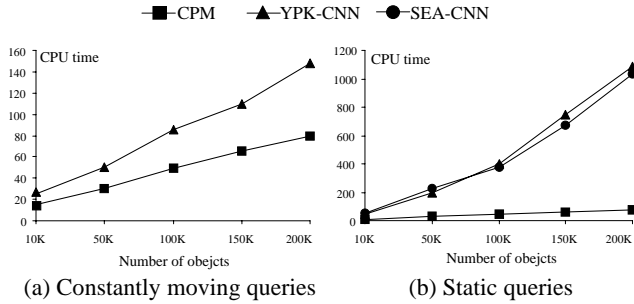 CPM YPK-CNN SEA-CNN
CPU time
160
140
120
100
80
60
40
20
0
10K 50K 100K 150K 200K
Number of obejcts
(a) Constantly moving queries
CPU time
1200
1000
800
600
400
200
0
10K 50K 100K 150K 200K
Number of obejcts
(b) Static queries